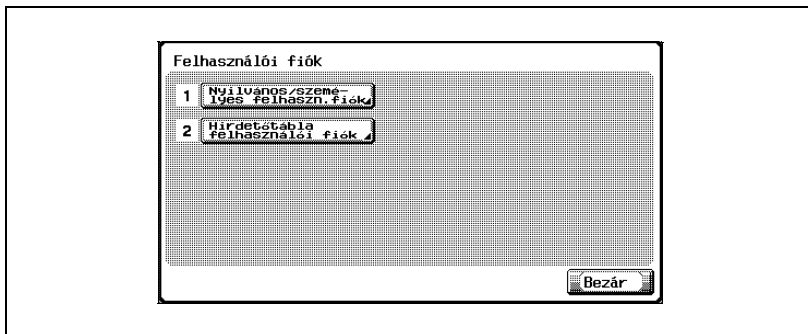 Felhasználói fiók
1 Nyilvános/szemé-
lyes felhaszn.fiók
2 Hirdetőtábla
felhasználói fiók
Bezár